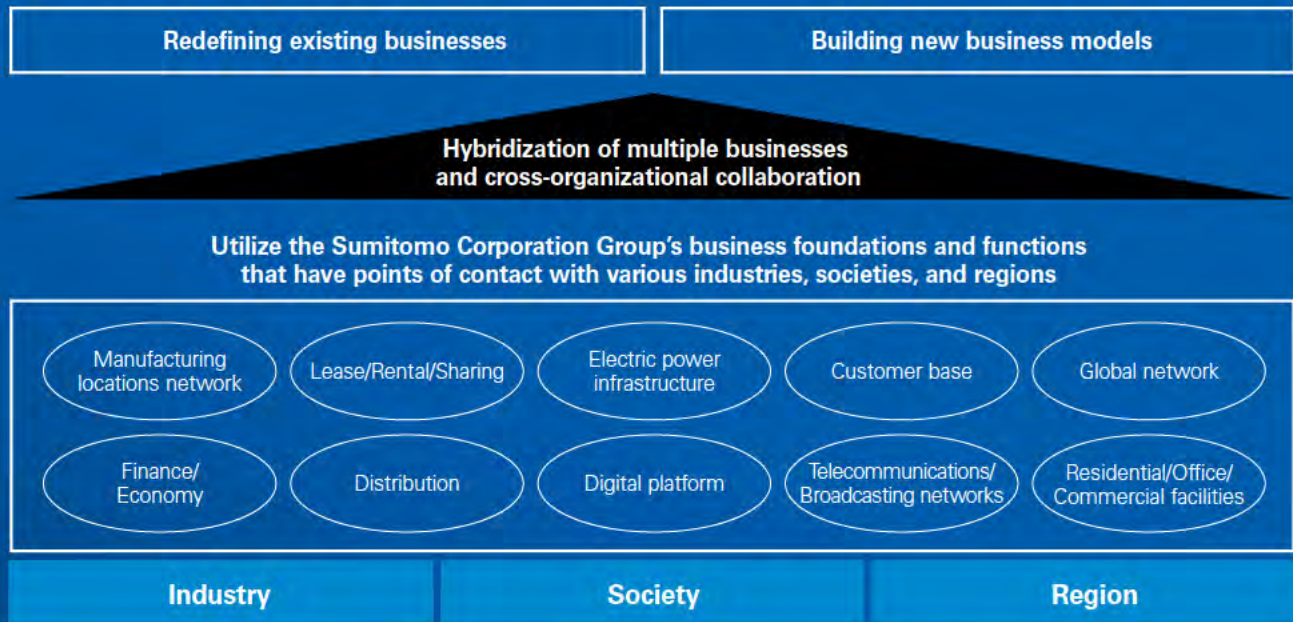 Redefining existing businesses
Building new business models
Hybridization of multiple businesses
and cross-organizational collaboration
Utilize the Sumitomo Corporation Group's business foundations and functions
that have points of contact with various industries, societies, and regions
Manufacturing
locations network
Lease/Rental/Sharing
Electric power
infrastructure
Customer base
Global network
Finance/
Economy
Distribution
Digital platform
Telecommunications/
Broadcasting networks
Residential/Office/
Commercial facilities
Industry
Society
Region